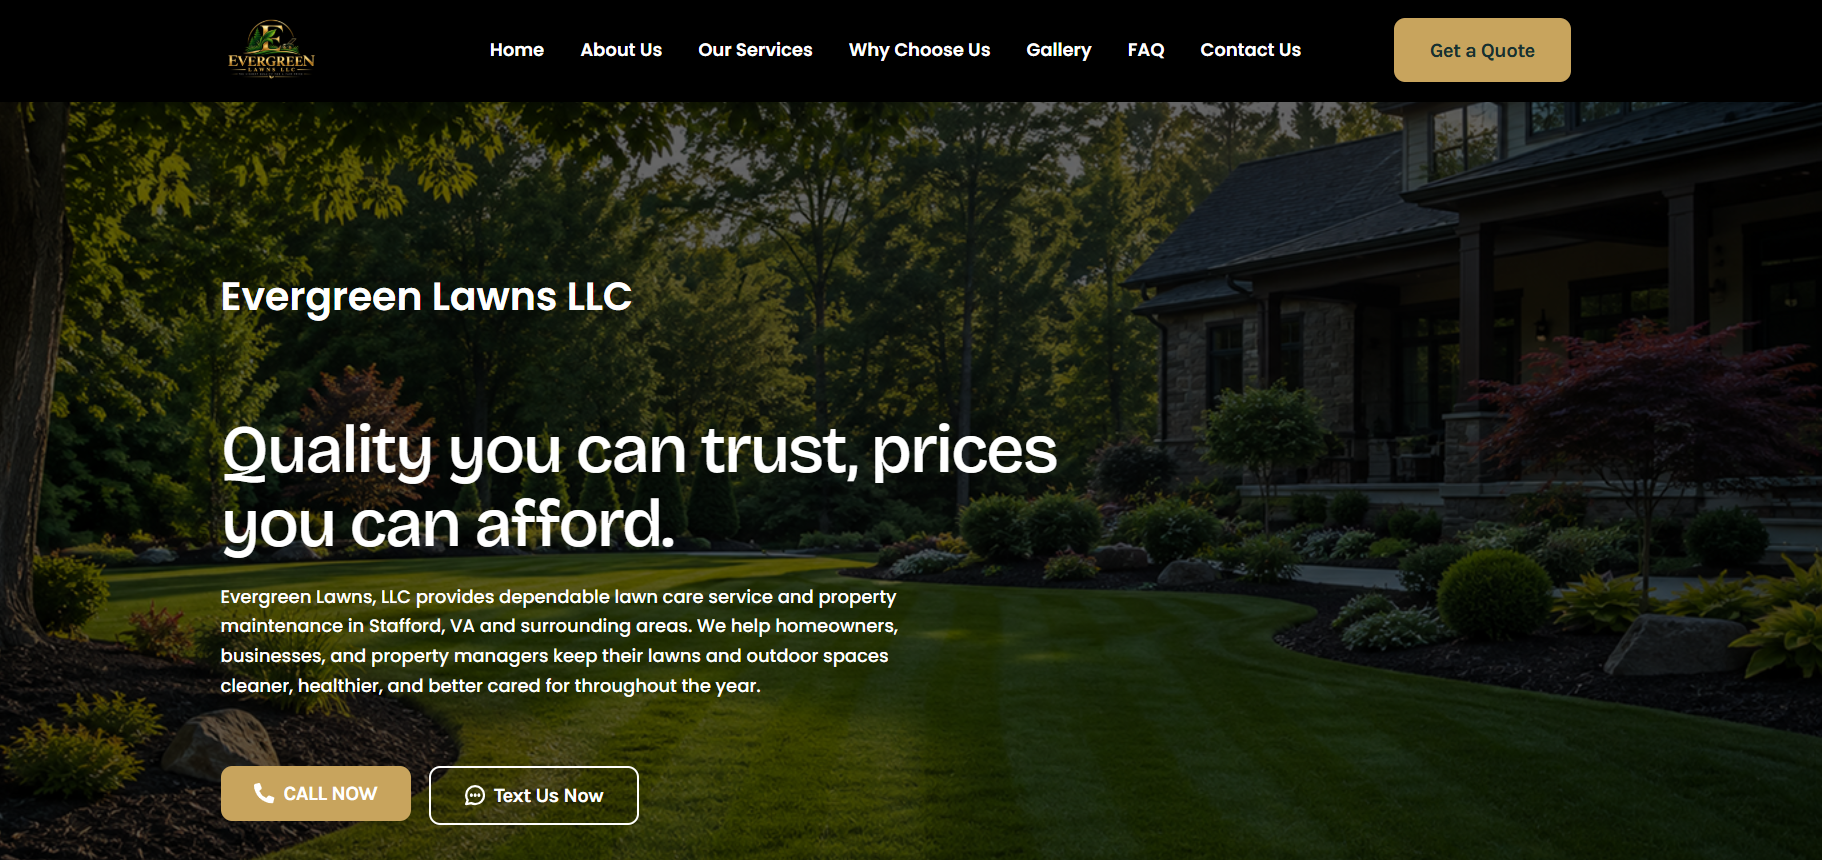 E
EVERGREEN
LAWNS LLC
Home
About Us
Our Services
Why Choose Us
Gallery
FAQ
Contact Us
Get a Quote
Evergreen Lawns LLC
Quality you can trust, prices
you can afford.
Evergreen Lawns, LLC provides dependable lawn care service and property
maintenance in Stafford, VA and surrounding areas. We help homeowners,
businesses, and property managers keep their lawns and outdoor spaces
cleaner, healthier, and better cared for throughout the year.
CALL NOW
Text Us Now